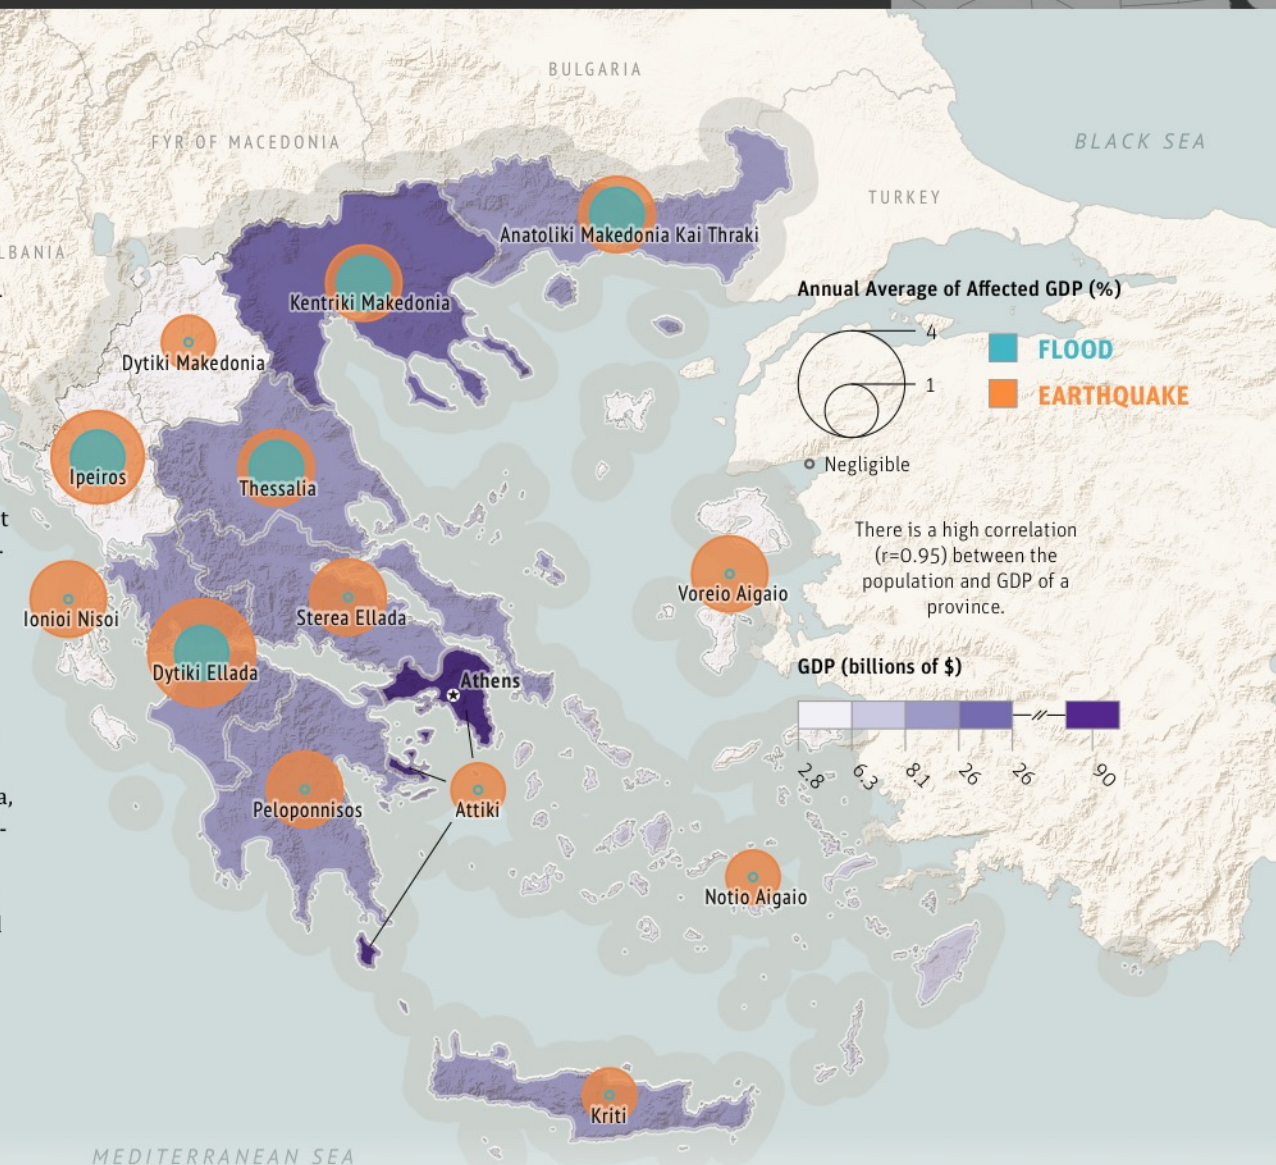 BULGARIA
BLACK SEA
FYR OF MACEDONIA
TURKEY
LBANIA
Anatoliki Makedonia Kai Thraki
Kentriki Makedonia
Dytiki Makedonia
Ipeiros
Thessalia
Ionioi Nisoi
Sterea Ellada
Voreio Aigaio
Dytiki Ellada
Athens
Peloponnisos
Attiki
Notio Aigaio
Kriti
MEDITERRANEAN SEA
Annual Average of Affected GDP (%)
4
1
Negligible
FLOOD
EARTHQUAKE
There is a high correlation
(r=0.95) between the
population and GDP of a
province.
GDP (billions of $)
2.8 6.3 8.1 26 26 90
t
a,
-